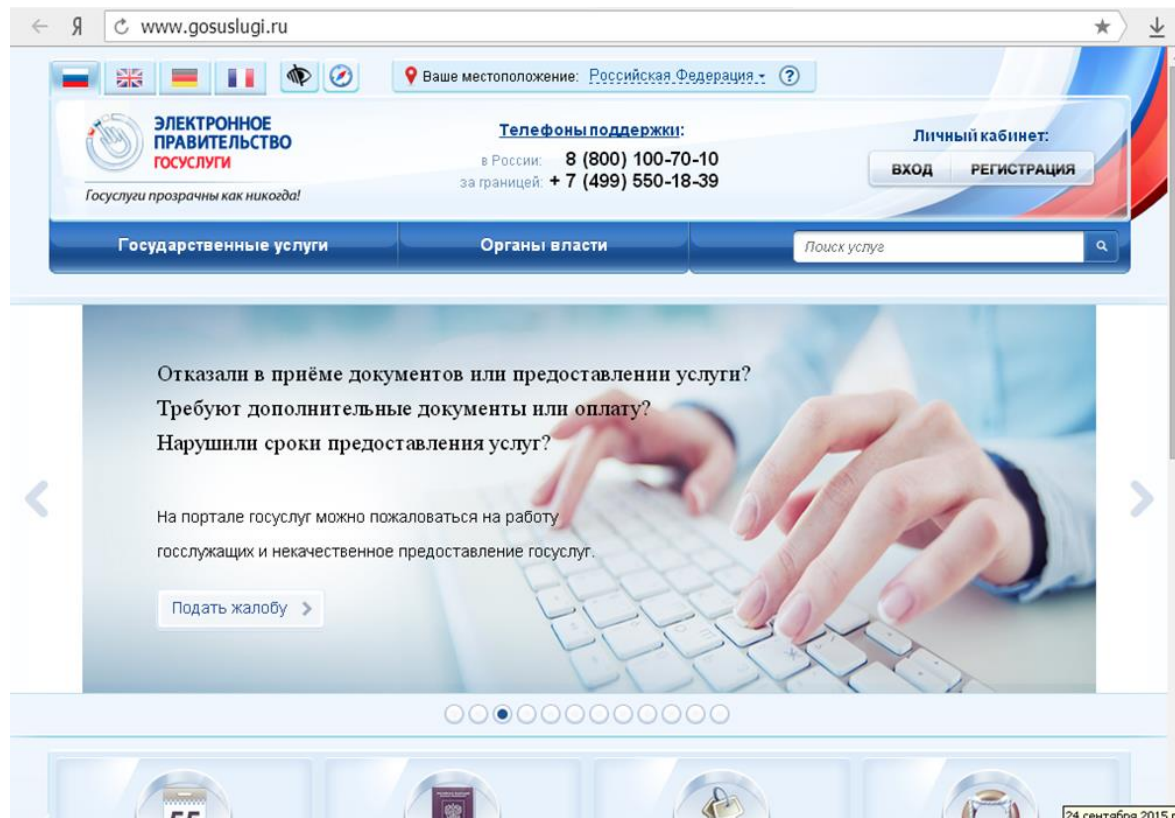 Я
www.gosuslugi.ru
Ваше местоположение: Российская Федерация ?
ЭЛЕКТРОННОЕ
ПРАВИТЕЛЬСТВО
ГОСУСЛУГИ
Госуслуги прозрачны как никогда!
Телефоны поддержки:
в России: 8 (800) 100-70-10
за границей: + 7 (499) 550-18-39
Личный кабинет:
ВХОД РЕГИСТРАЦИЯ
Государственные услуги Органы власти Поиск услуг
Отказали в приёме документов или предоставлении услуги?
Требуют дополнительные документы или оплату?
Нарушили сроки предоставления услуг?
На портале госуслуг можно пожаловаться на работу
госслужащих и некачественное предоставление госуслуг.
Подать жалобу
24 сентября 2015